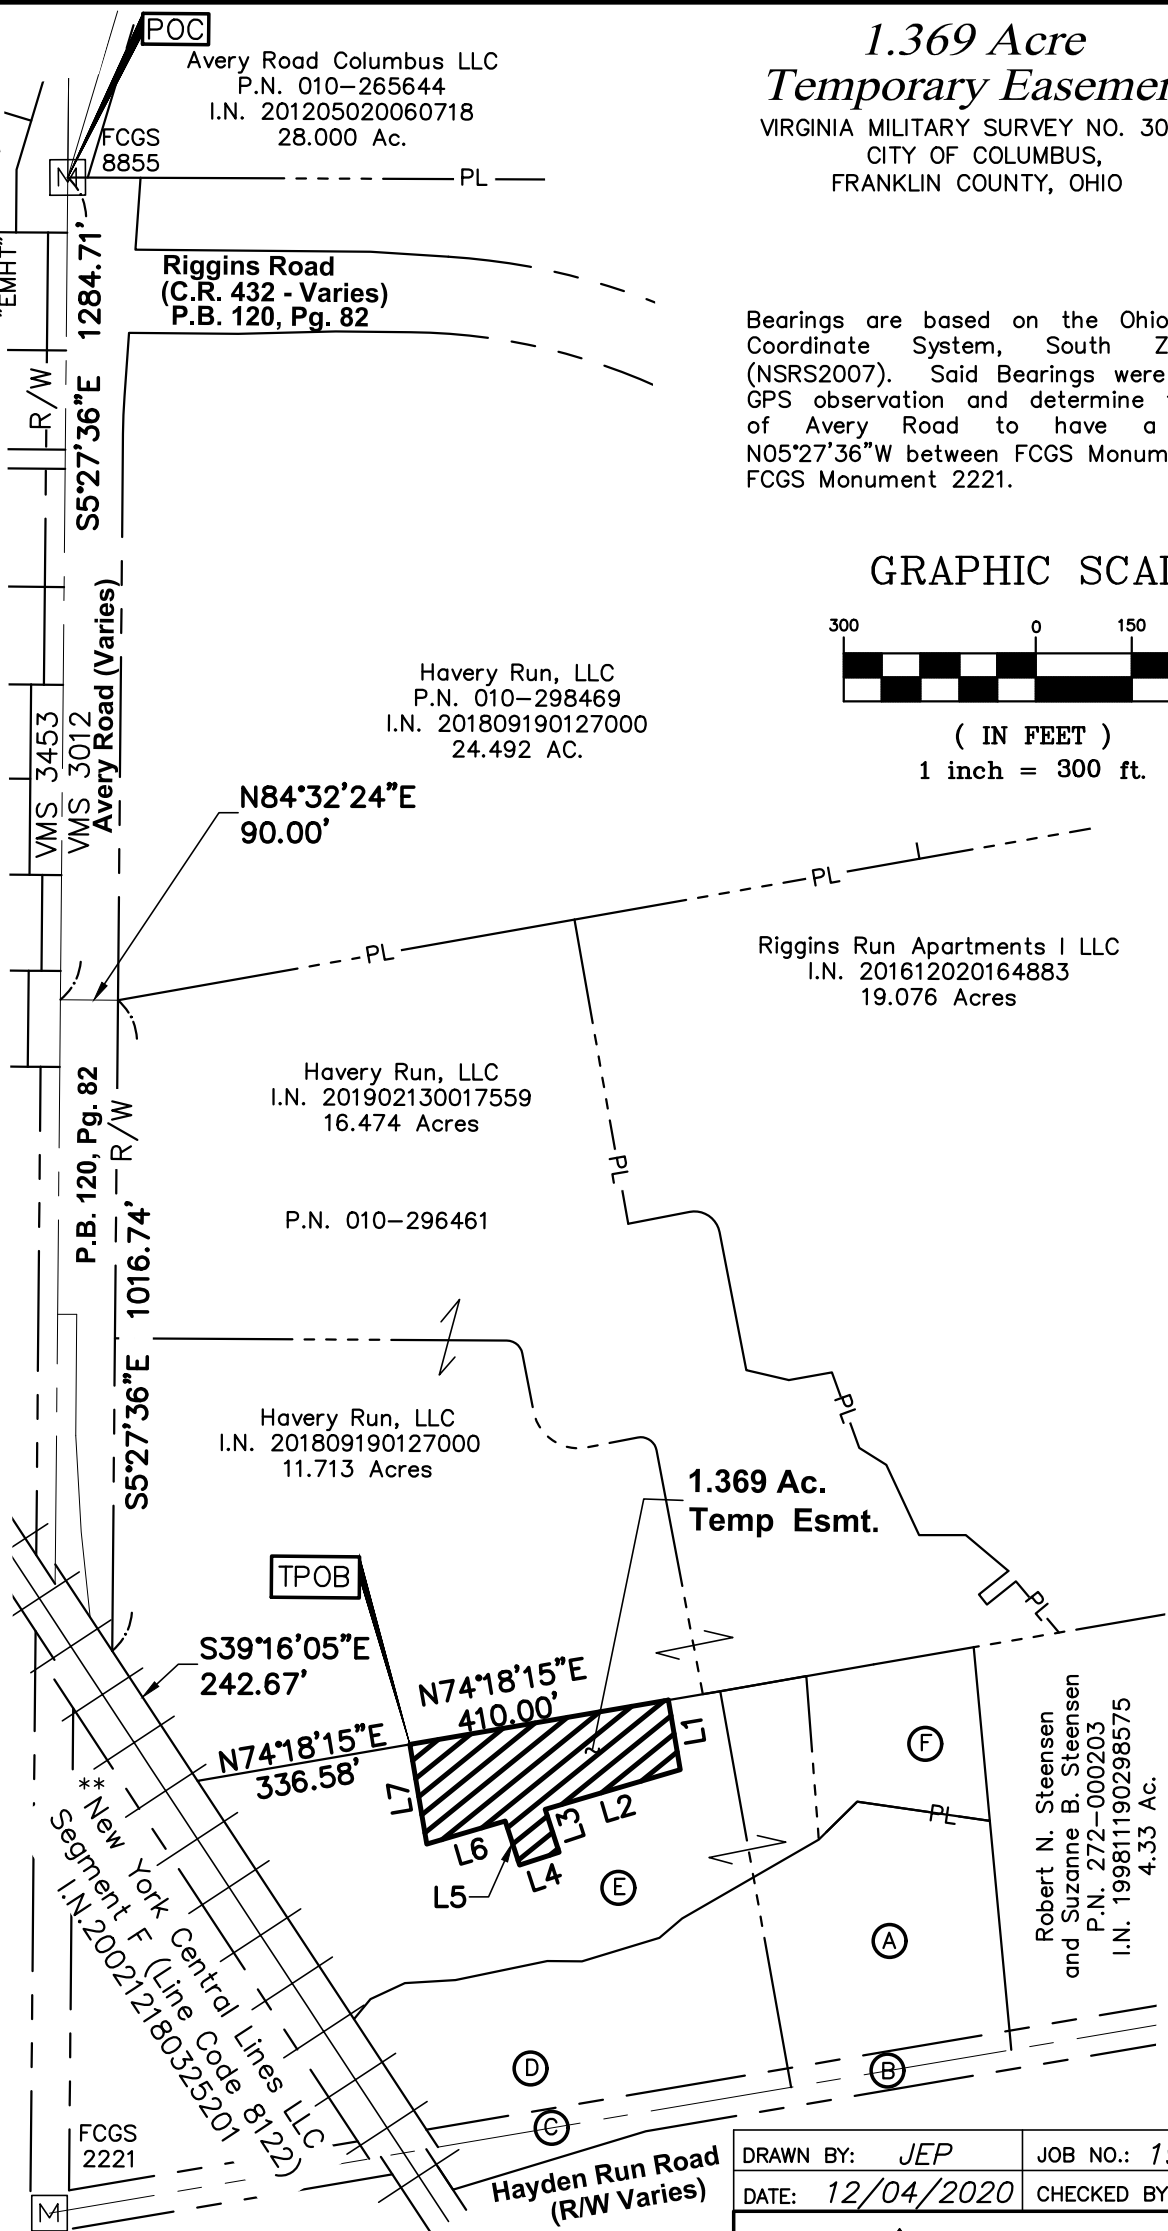 POC
Avery Road Columbus LLC
P.N. 010-265644
I.N. 201205020060718
28.000 Ac.
1.369 Acre
Temporary Easemen
VIRGINIA MILITARY SURVEY NO. 30
CITY OF COLUMBUS,
FRANKLIN COUNTY, OHIO
FCGS
8855
M
PL
"EMHT"
S5°27'36"E 1284.71'
Riggins Road
(C.R. 432 - Varies)
P.B. 120, Pg. 82
R/W
Bearings are based on the Ohio
Coordinate System, South Z
(NSRS2007). Said Bearings were
GPS observation and determine
of Avery Road to have a
N05°27'36"W between FCGS Monum
FCGS Monument 2221.
GRAPHIC SCAL
300 0 150
( IN FEET )
1 inch = 300 ft.
Avery Road (Varies)
VMS 3453
VMS 3012
Havery Run, LLC
P.N. 010-298469
I.N. 201809190127000
24.492 AC.
N84°32'24"E
90.00'
PL
PL
Riggins Run Apartments I LLC
I.N. 201612020164883
19.076 Acres
Havery Run, LLC
I.N. 201902130017559
16.474 Acres
P.N. 010-296461
PL
P.B. 120, Pg. 82
R/W
S5°27'36"E 1016.74'
Havery Run, LLC
I.N. 201809190127000
11.713 Acres
PL
1.369 Ac.
Temp Esmt.
TPOB
PL
S39°16'05"E
242.67'
N74°18'15"E
410.00'
N74°18'15"E
336.58'
L1
L2
L3
L4
L5
L6
L7
E
F
PL
A
D
B
C
Robert N. Steensen
and Suzanne B. Steensen
P.N. 272-000203
I.N. 199811190298575
4.33 Ac.
**New York Central Lines LLC
Segment F (Line Code 8122)
I.N.200212180325201
FCGS
2221
M
Hayden Run Road
(R/W Varies)
DRAWN BY: JEP
JOB NO.:
DATE: 12/04/2020
CHECKED BY